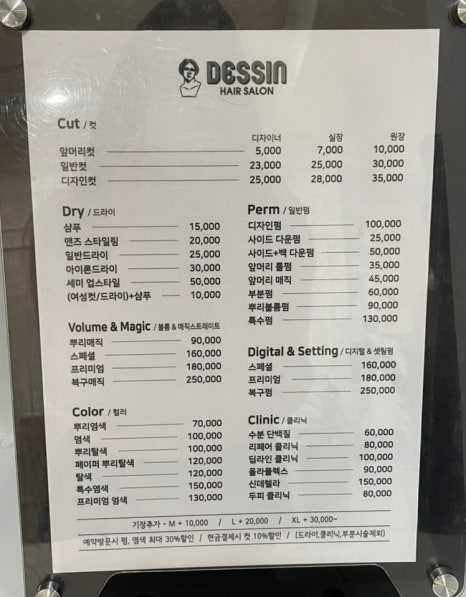 DESSIN
HAIR SALON
Cut / 컷
디자이너 실장 원장
앞머리컷 5,000 7,000 10,000
일반컷 23,000 25,000 30,000
디자인컷 25,000 28,000 35,000
Dry / 드라이
샴푸 15,000
맨즈 스타일링 20,000
일반드라이 25,000
아이론드라이 30,000
세미 업스타일 50,000
(여성컷/드라이)+샴푸 10,000
Perm / 일반펌
디자인펌 100,000
사이드 다운펌 25,000
사이드+백 다운펌 50,000
앞머리 롤펌 35,000
앞머리 매직 45,000
부분펌 60,000
뿌리볼륨펌 90,000
특수펌 130,000
Volume & Magic / 볼륨 & 매직스트레이트
뿌리매직 90,000
스페셜 160,000
프리미엄 180,000
복구매직 250,000
Digital & Setting / 디지털 & 셋팅펌
스페셜 160,000
프리미엄 180,000
복구펌 250,000
Color / 컬러
뿌리염색 70,000
염색 100,000
뿌리탈색 100,000
페이퍼 뿌리탈색 120,000
탈색 120,000
특수염색 150,000
프리미엄 염색 130,000
Clinic / 클리닉
수분 단백질 60,000
리페어 클리닉 80,000
딥라인 클리닉 100,000
올라플렉스 90,000
신데렐라 150,000
두피 클리닉 80,000
기장추가 - M + 10,000 / L + 20,000 / XL + 30,000~
예약방문시 펌, 염색 최대 30%할인 / 현금결제시 컷 10%할인 / (드라이,클리닉,부분시술제외)